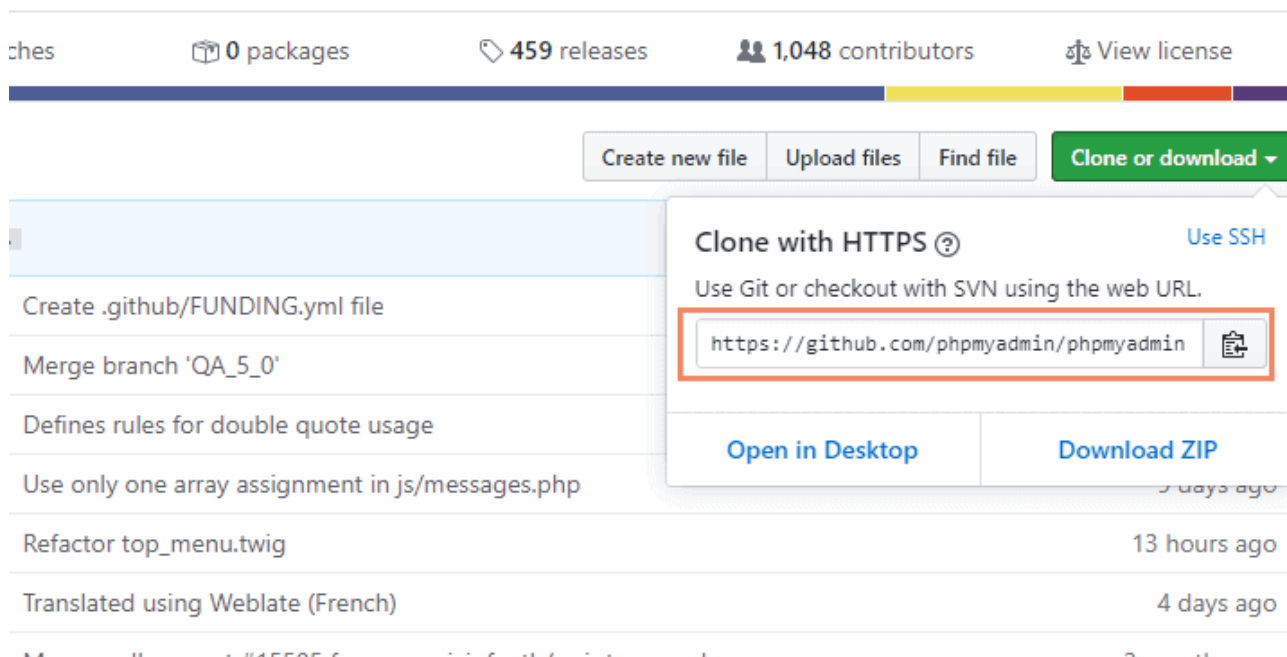 0 packages
459 releases
1,048 contributors
View license
Create new file
Upload files
Find file
Clone or download
Clone with HTTPS
Use SSH
Use Git or checkout with SVN using the web URL.
https://github.com/phpmyadmin/phpmyadmin
Open in Desktop
Download ZIP
Create .github/FUNDING.yml file
Merge branch 'QA_5_0'
Defines rules for double quote usage
Use only one array assignment in js/messages.php
days ago
Refactor top_menu.twig
13 hours ago
Translated using Weblate (French)
4 days ago